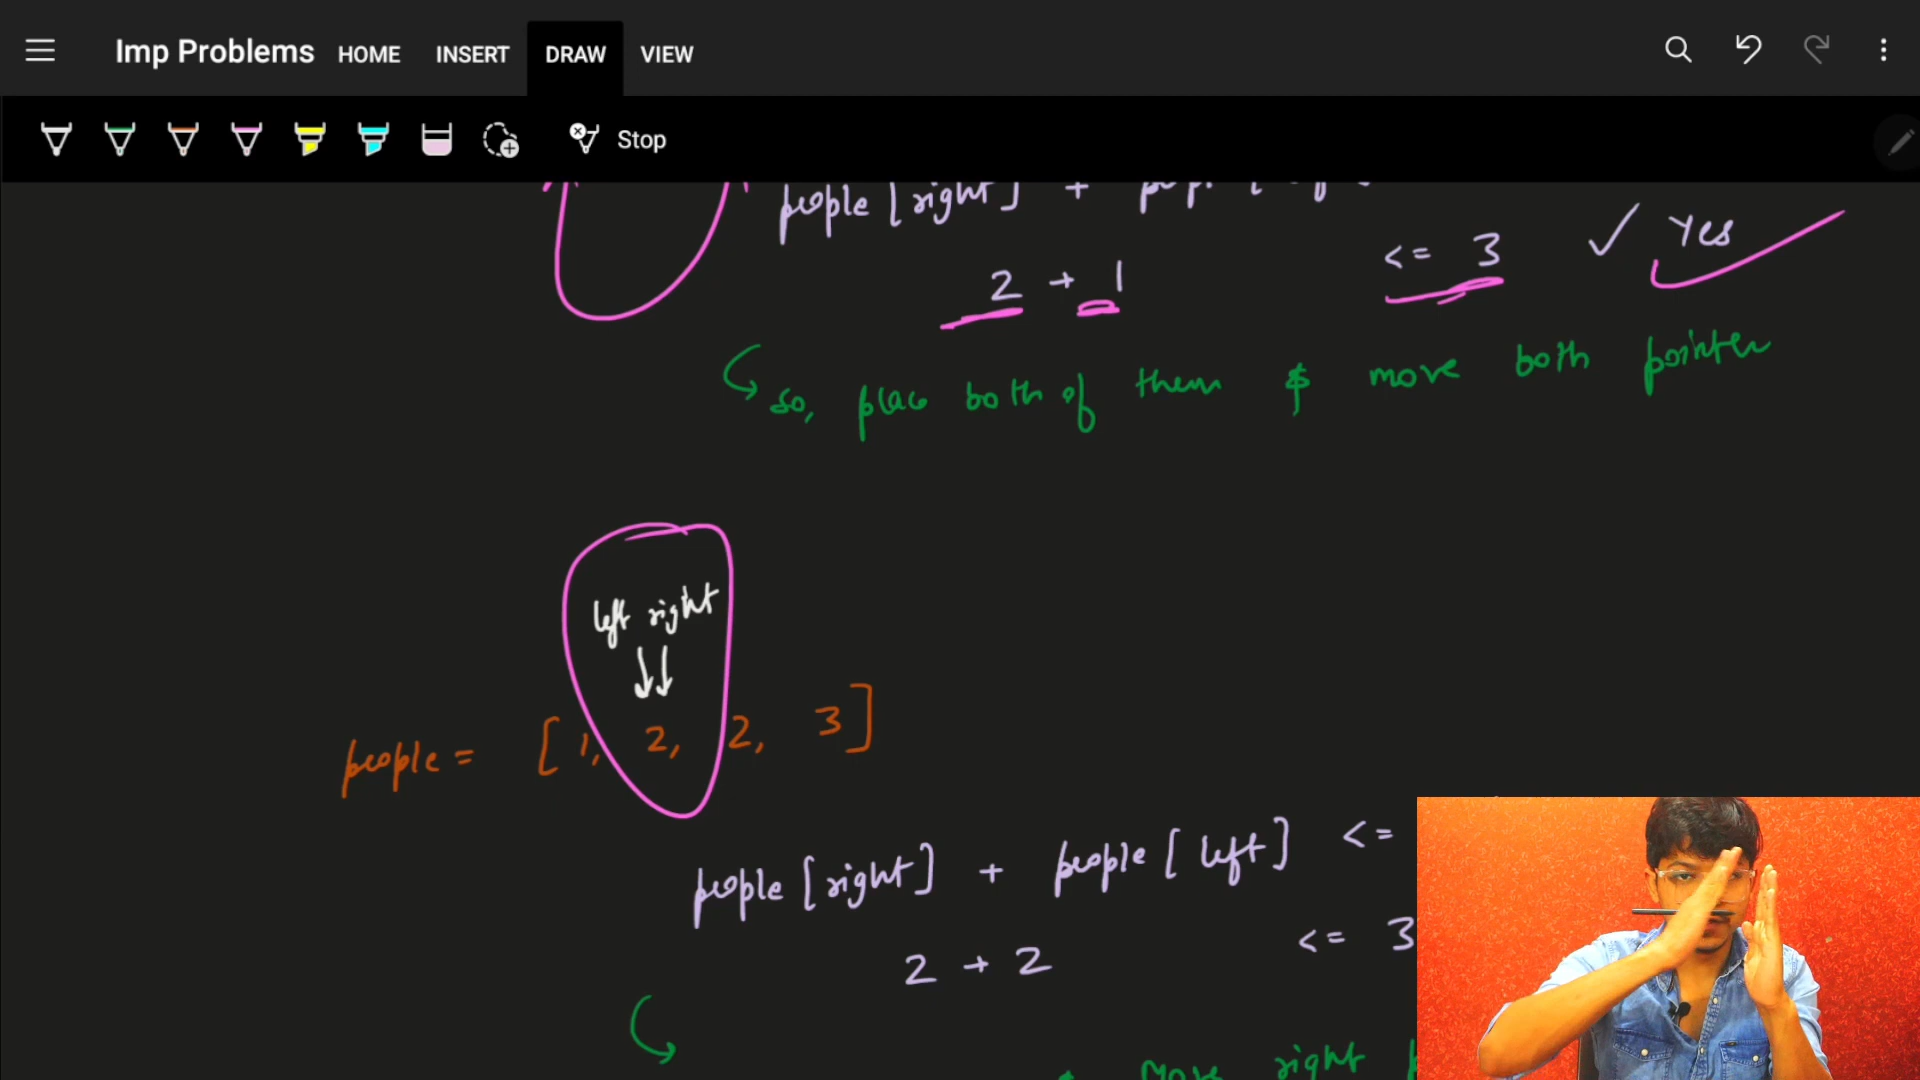 Imp Problems HOME INSERT DRAW VIEW
Stop
people [right] +
<= 3 ✓ Yes
2 + 1
so, place both of them & move both pointer
left right
people = [1, 2, 2, 3]
people [right] + people [left] <=
2 + 2 <= 3
move right